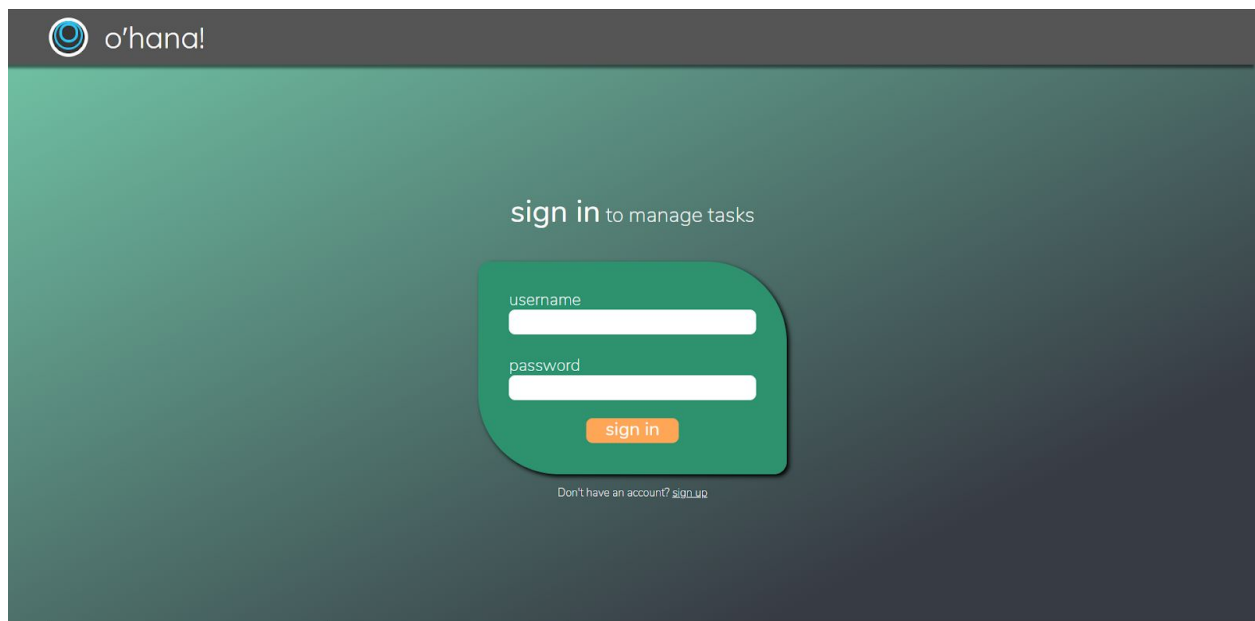 o'hana!
sign in to manage tasks
username
password
sign in
Don't have an account? sign up